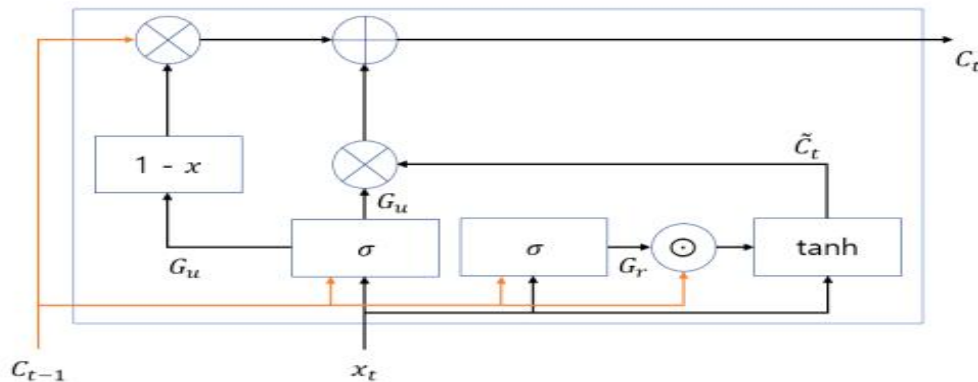 C_t
1 - x
C̃_t
G_u
G_u
σ
σ
G_r
⊙
tanh
C_{t-1}
x_t